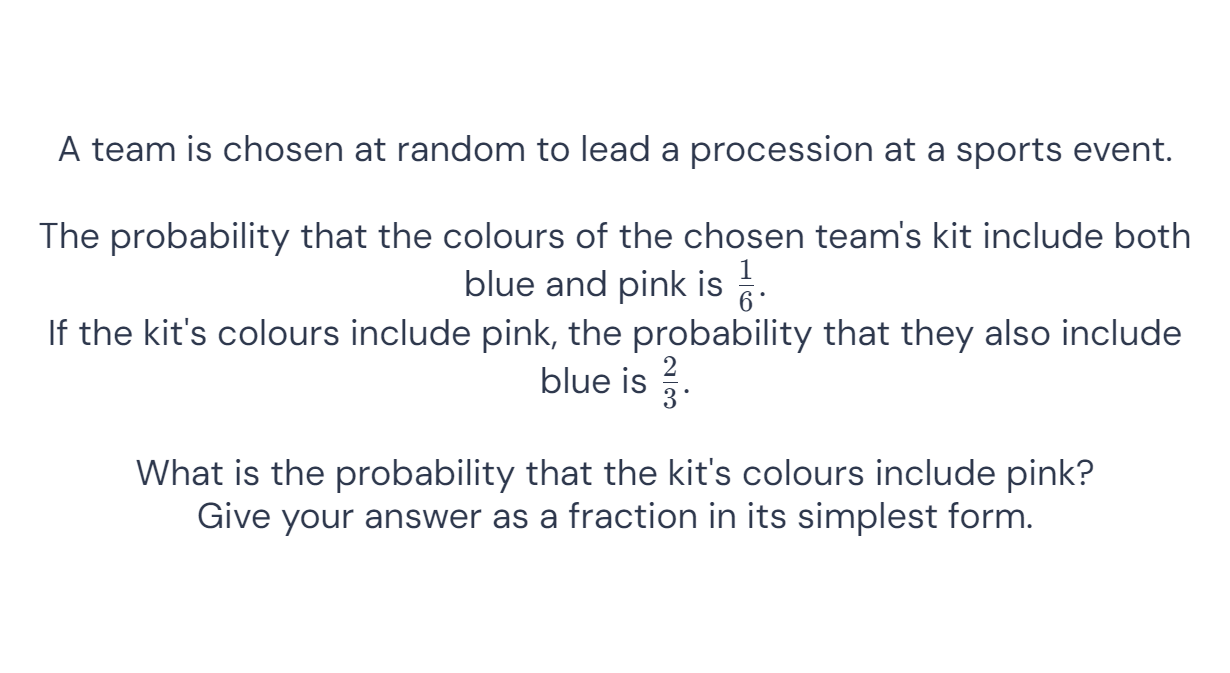 A team is chosen at random to lead a procession at a sports event.
The probability that the colours of the chosen team's kit include both
blue and pink is 1/6.
If the kit's colours include pink, the probability that they also include
blue is 2/3.
What is the probability that the kit's colours include pink?
Give your answer as a fraction in its simplest form.